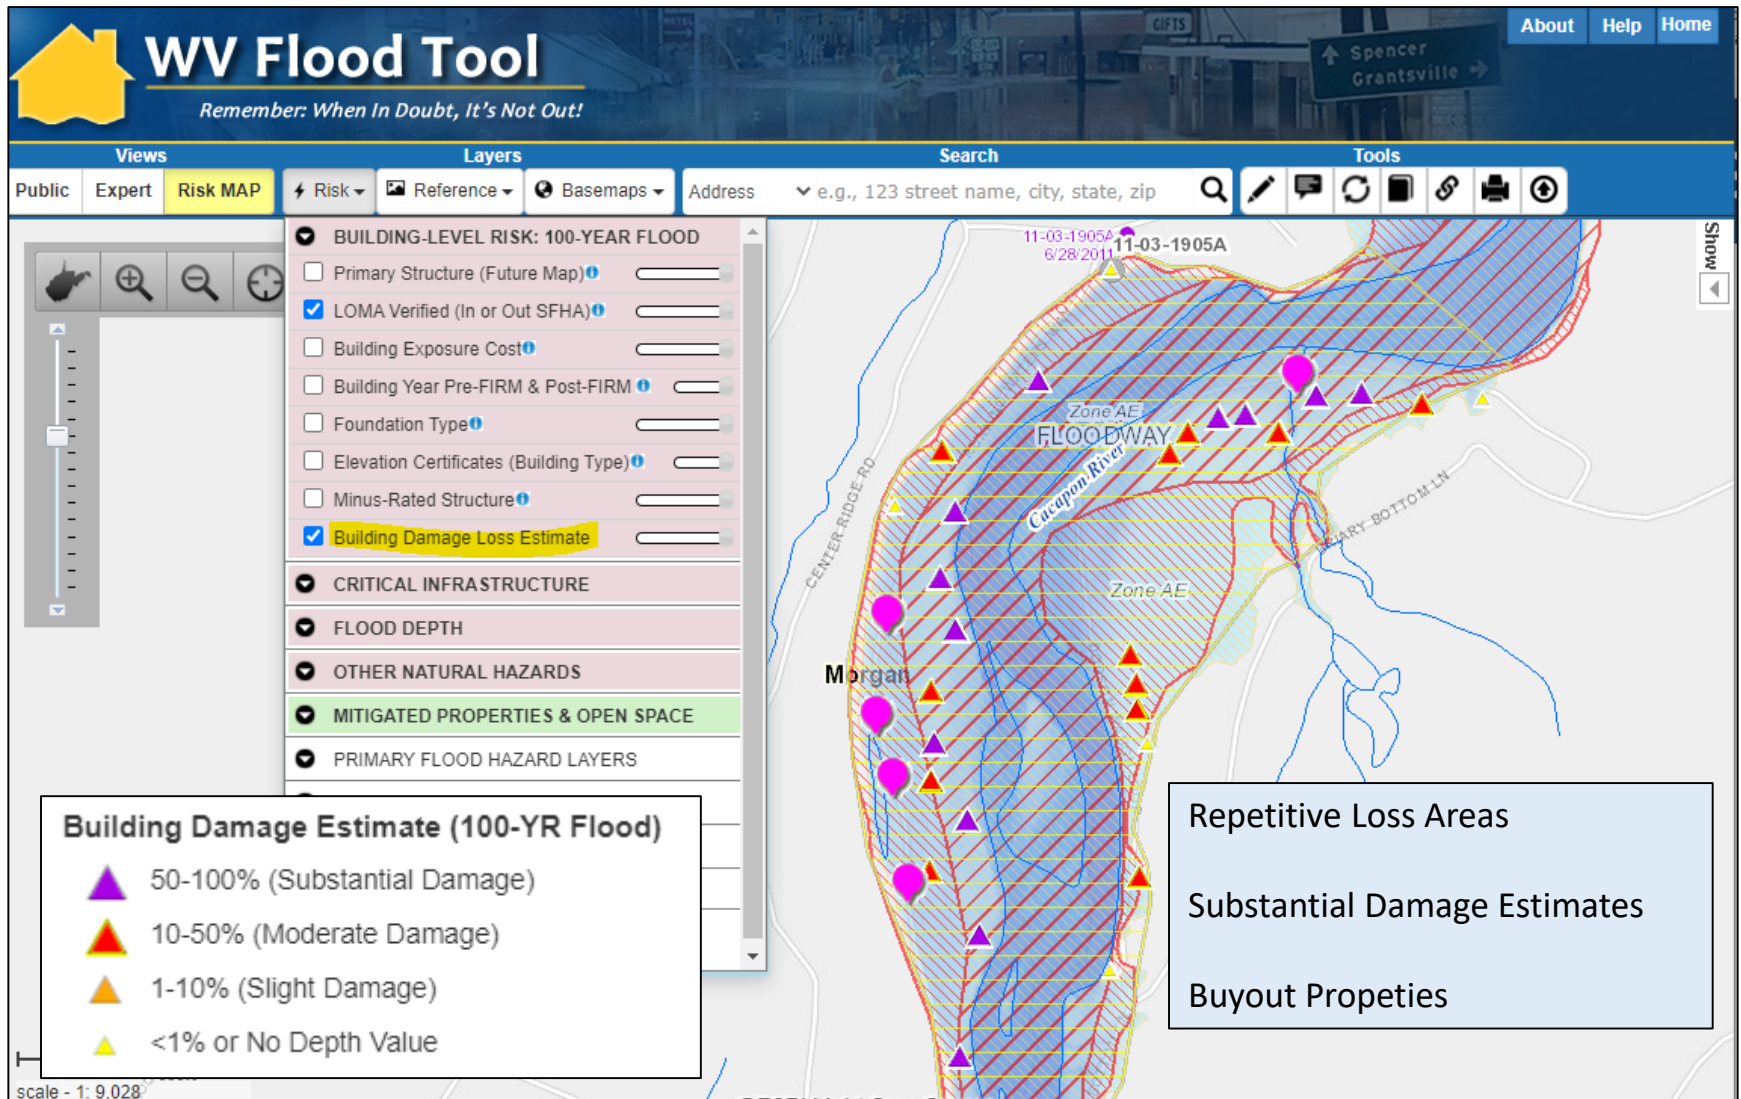 GIFTS
Spencer
Grantsville
About Help Home
WV Flood Tool
Remember: When In Doubt, It's Not Out!
Views Layers Search Tools
Public Expert Risk MAP Risk Reference Basemaps Address e.g., 123 street name, city, state, zip
BUILDING-LEVEL RISK: 100-YEAR FLOOD
Primary Structure (Future Map)
LOMA Verified (In or Out SFHA)
Building Exposure Cost
Building Year Pre-FIRM & Post-FIRM
Foundation Type
Elevation Certificates (Building Type)
Minus-Rated Structure
Building Damage Loss Estimate
CRITICAL INFRASTRUCTURE
FLOOD DEPTH
OTHER NATURAL HAZARDS
MITIGATED PROPERTIES & OPEN SPACE
PRIMARY FLOOD HAZARD LAYERS
Show
11-03-1905A
6/28/2011
11-03-1905A
Zone AE
FLOODWAY
Cacapon River
CENTER RIDGE RD
BOTTOM LN
Zone AE
Morgan
Building Damage Estimate (100-YR Flood)
50-100% (Substantial Damage)
10-50% (Moderate Damage)
1-10% (Slight Damage)
<1% or No Depth Value
scale - 1: 9,028
Repetitive Loss Areas
Substantial Damage Estimates
Buyout Propeties